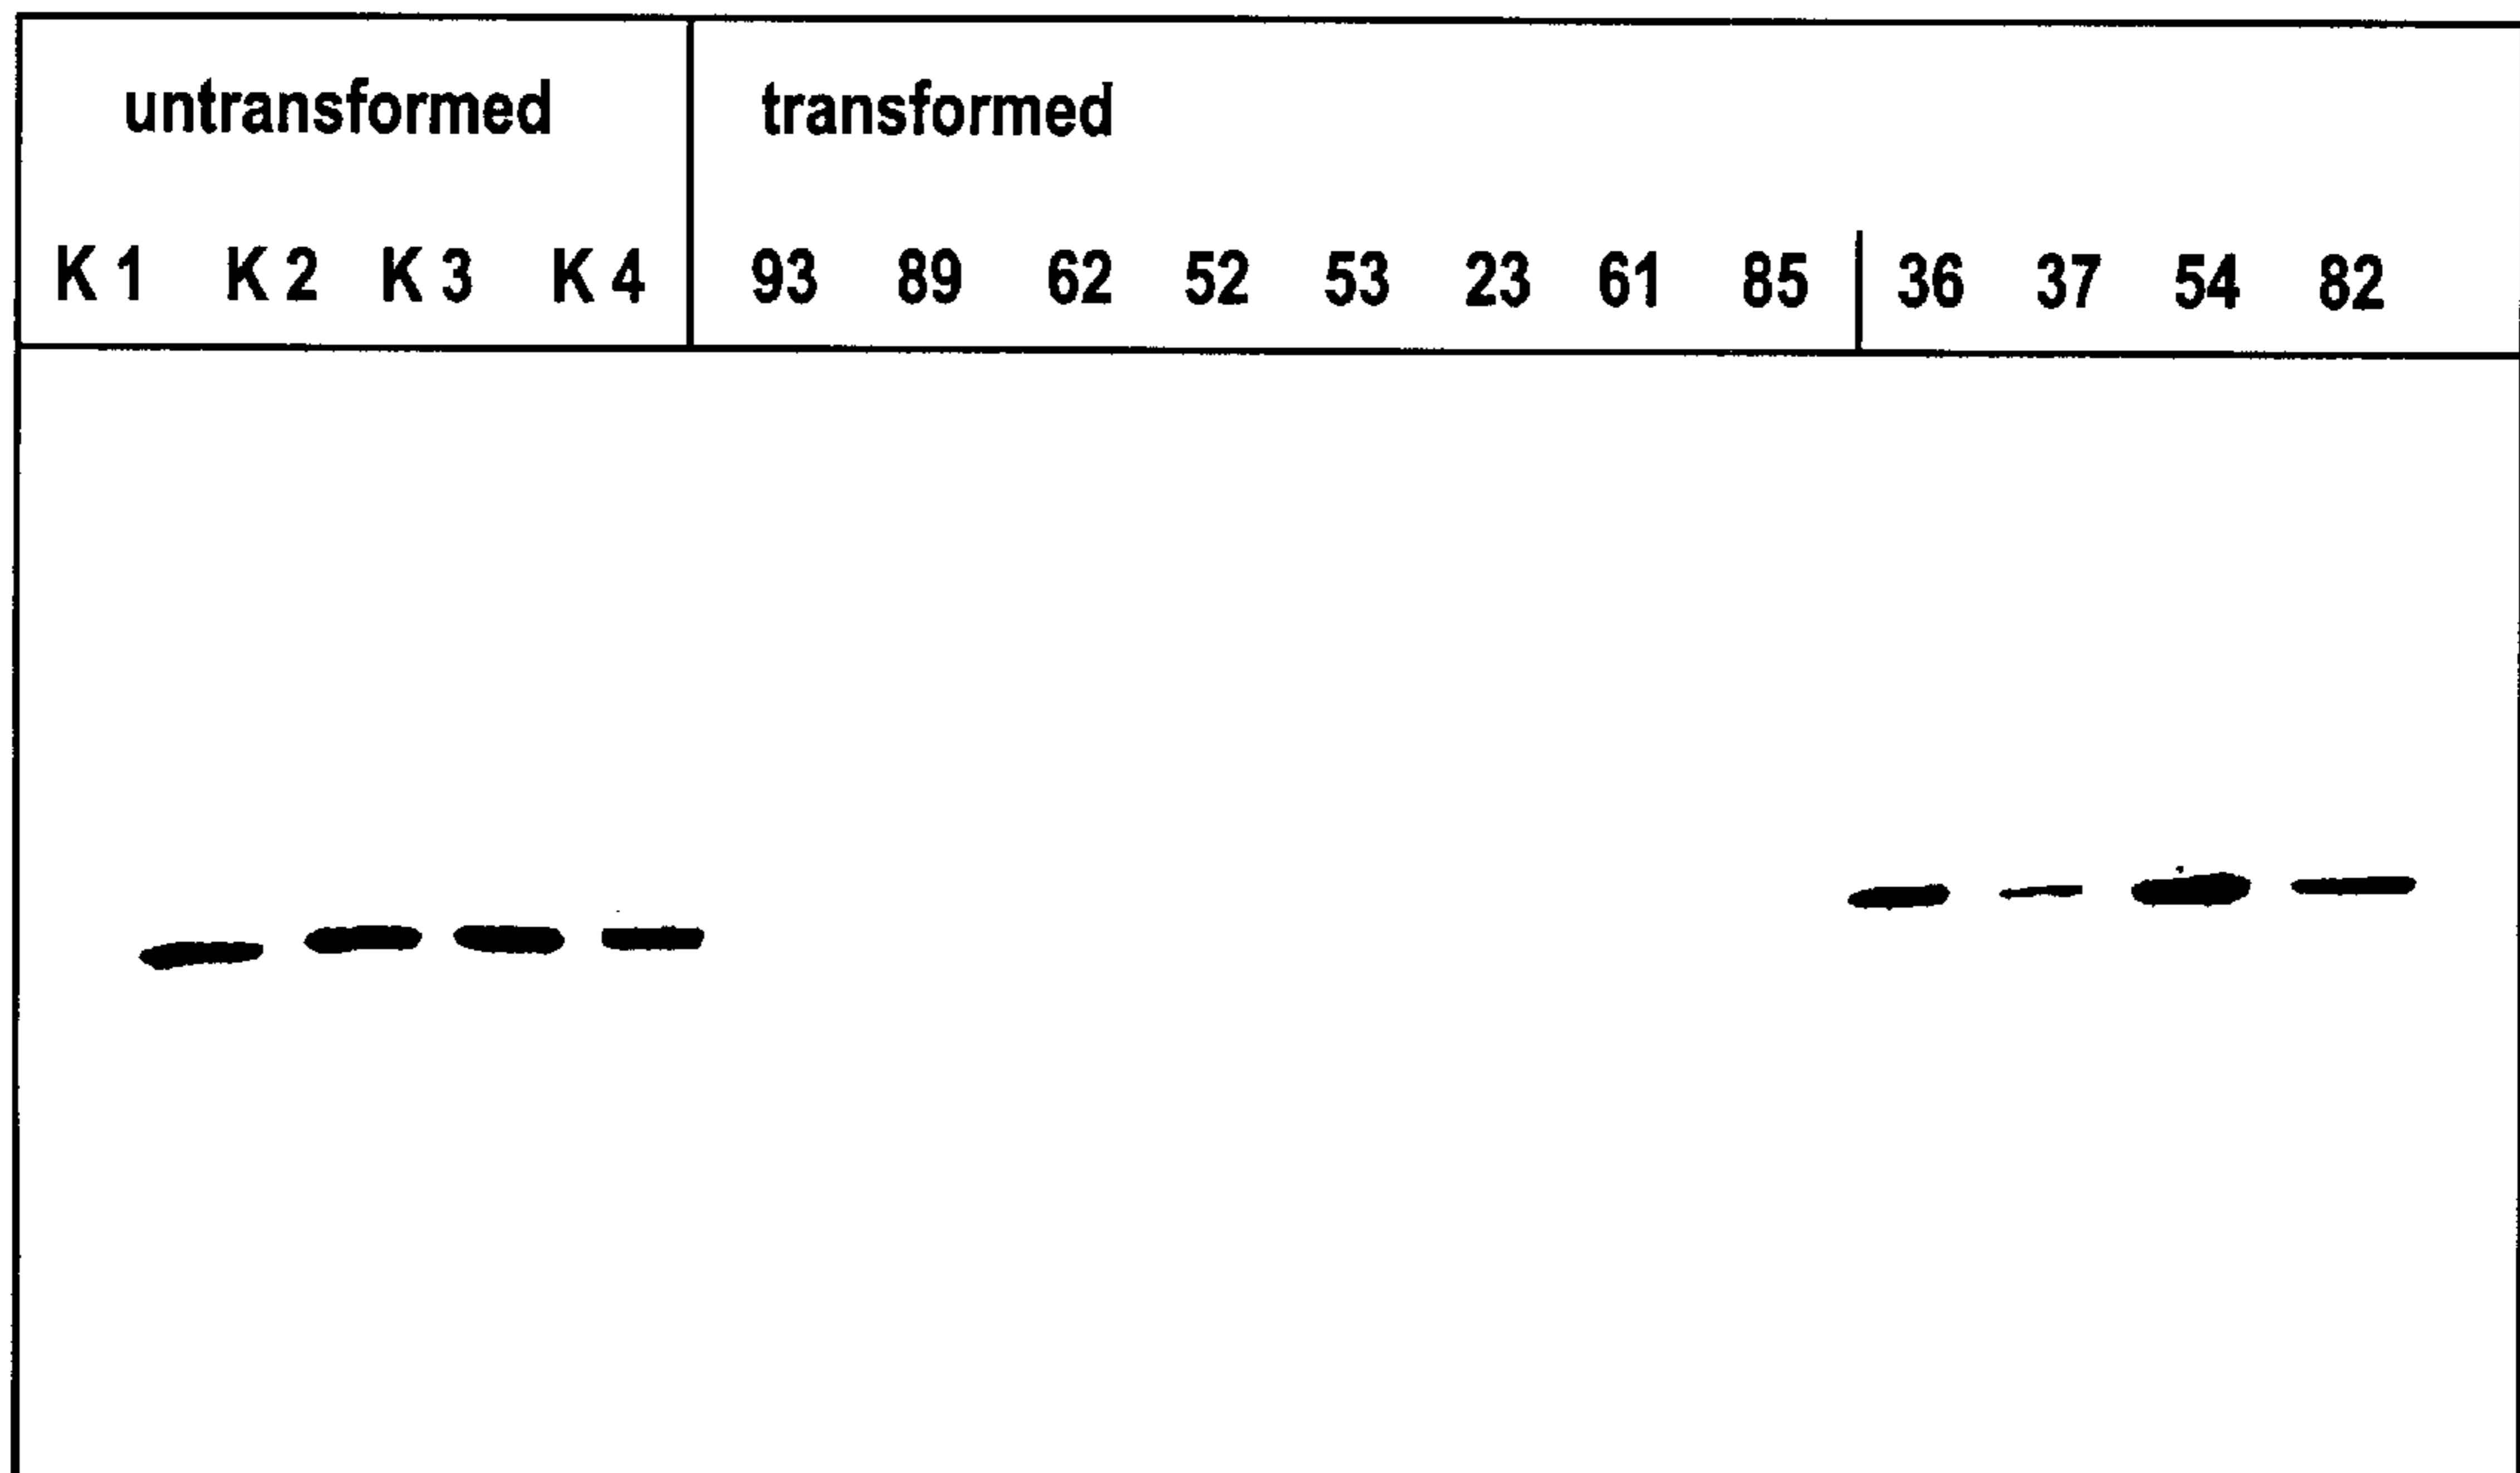 untransformed transformed
K 1 K 2 K 3 K 4 93 89 62 52 53 23 61 85 36 37 54 82